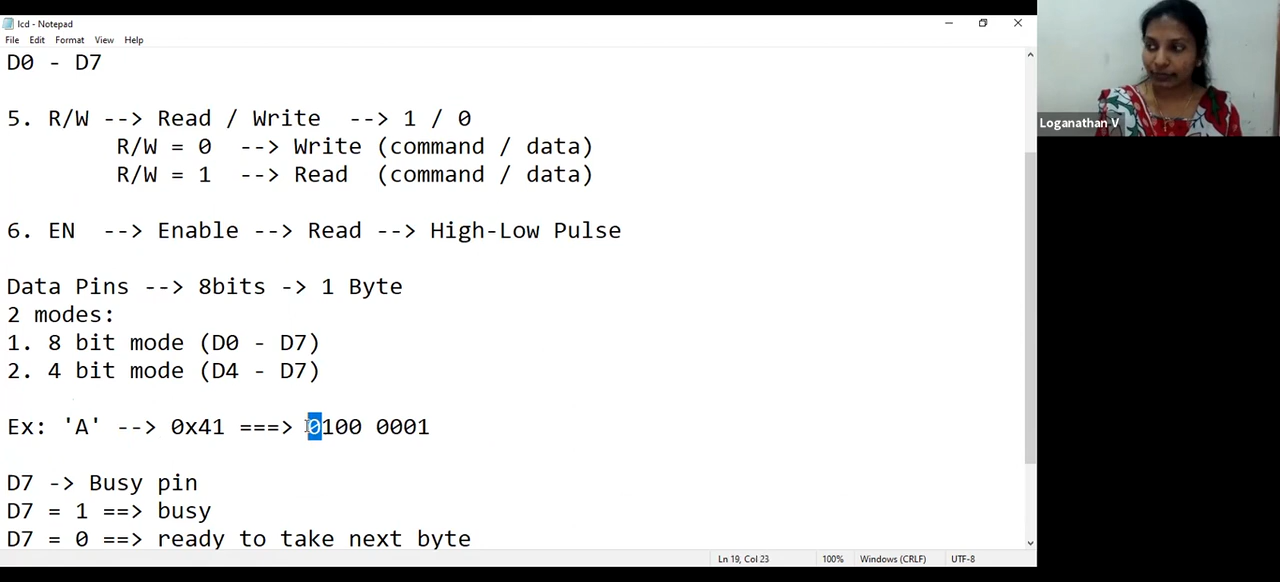 lcd - Notepad
File Edit Format View Help
D0 - D7
5. R/W --> Read / Write --> 1 / 0
R/W = 0 --> Write (command / data)
R/W = 1 --> Read (command / data)
6. EN --> Enable --> Read --> High-Low Pulse
Data Pins --> 8bits -> 1 Byte
2 modes:
1. 8 bit mode (D0 - D7)
2. 4 bit mode (D4 - D7)
Ex: 'A' --> 0x41 ===> 0100 0001
D7 -> Busy pin
D7 = 1 ==> busy
D7 = 0 ==> ready to take next byte
Ln 19, Col 23 100% Windows (CRLF) UTF-8
Loganathan V